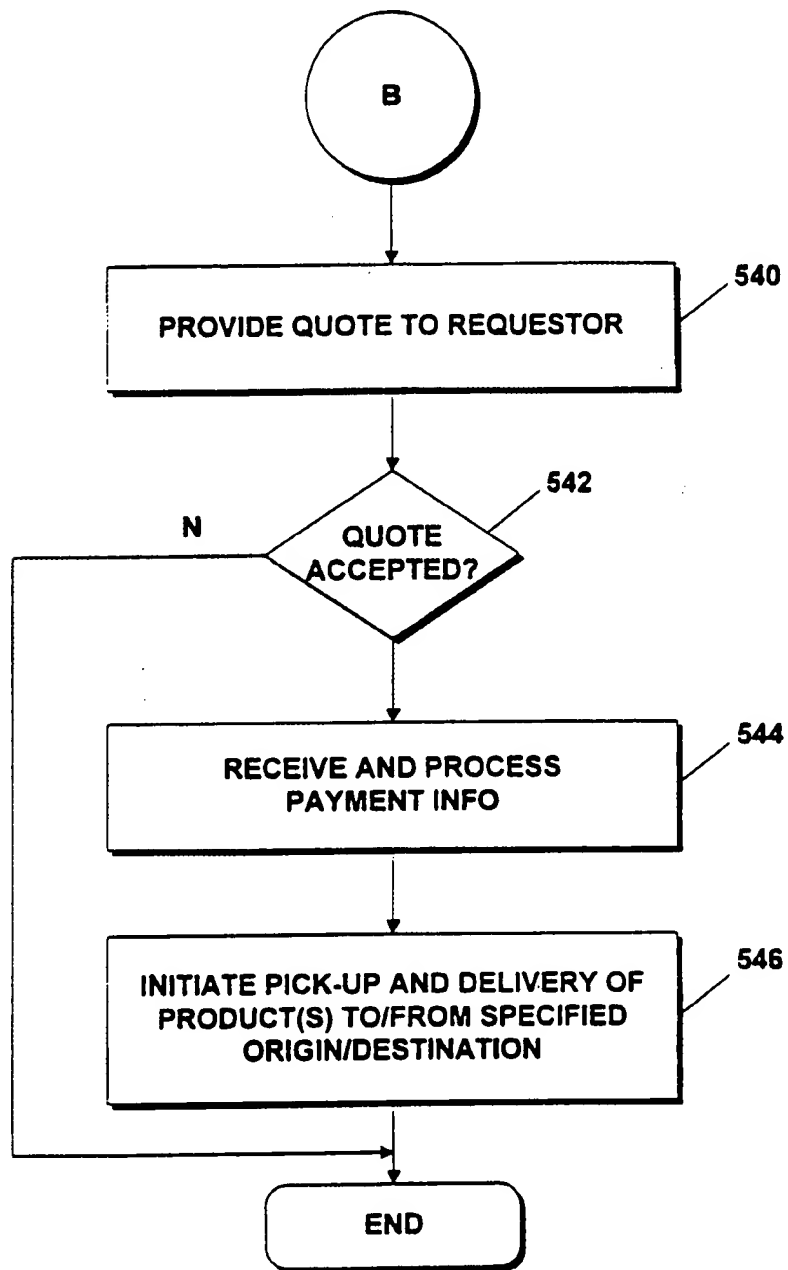 B
540
PROVIDE QUOTE TO REQUESTOR
542
N
QUOTE
ACCEPTED?
544
RECEIVE AND PROCESS
PAYMENT INFO
546
INITIATE PICK-UP AND DELIVERY OF
PRODUCT(S) TO/FROM SPECIFIED
ORIGIN/DESTINATION
END